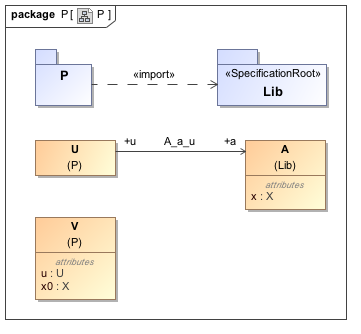 package P [ P ]
P
«import»
«SpecificationRoot»
Lib
U
(P)
+u
A_a_u
+a
A
(Lib)
attributes
x : X
V
(P)
attributes
u : U
x0 : X